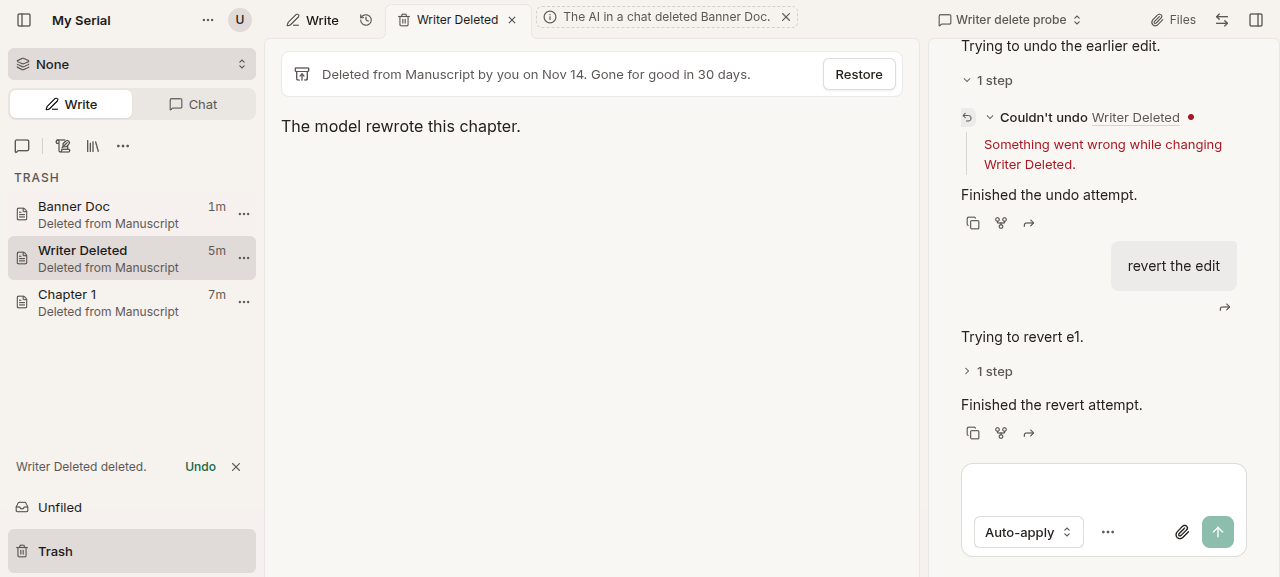 My Serial
U
None
Write
Chat
TRASH
Banner Doc
1m
Deleted from Manuscript
Writer Deleted
5m
Deleted from Manuscript
Chapter 1
7m
Deleted from Manuscript
Writer Deleted deleted.
Undo
Unfiled
Trash
Write
Writer Deleted
The AI in a chat deleted Banner Doc.
Deleted from Manuscript by you on Nov 14. Gone for good in 30 days.
Restore
The model rewrote this chapter.
Writer delete probe
Files
Trying to undo the earlier edit.
1 step
Couldn't undo Writer Deleted
Something went wrong while changing
Writer Deleted.
Finished the undo attempt.
revert the edit
Trying to revert e1.
1 step
Finished the revert attempt.
Auto-apply